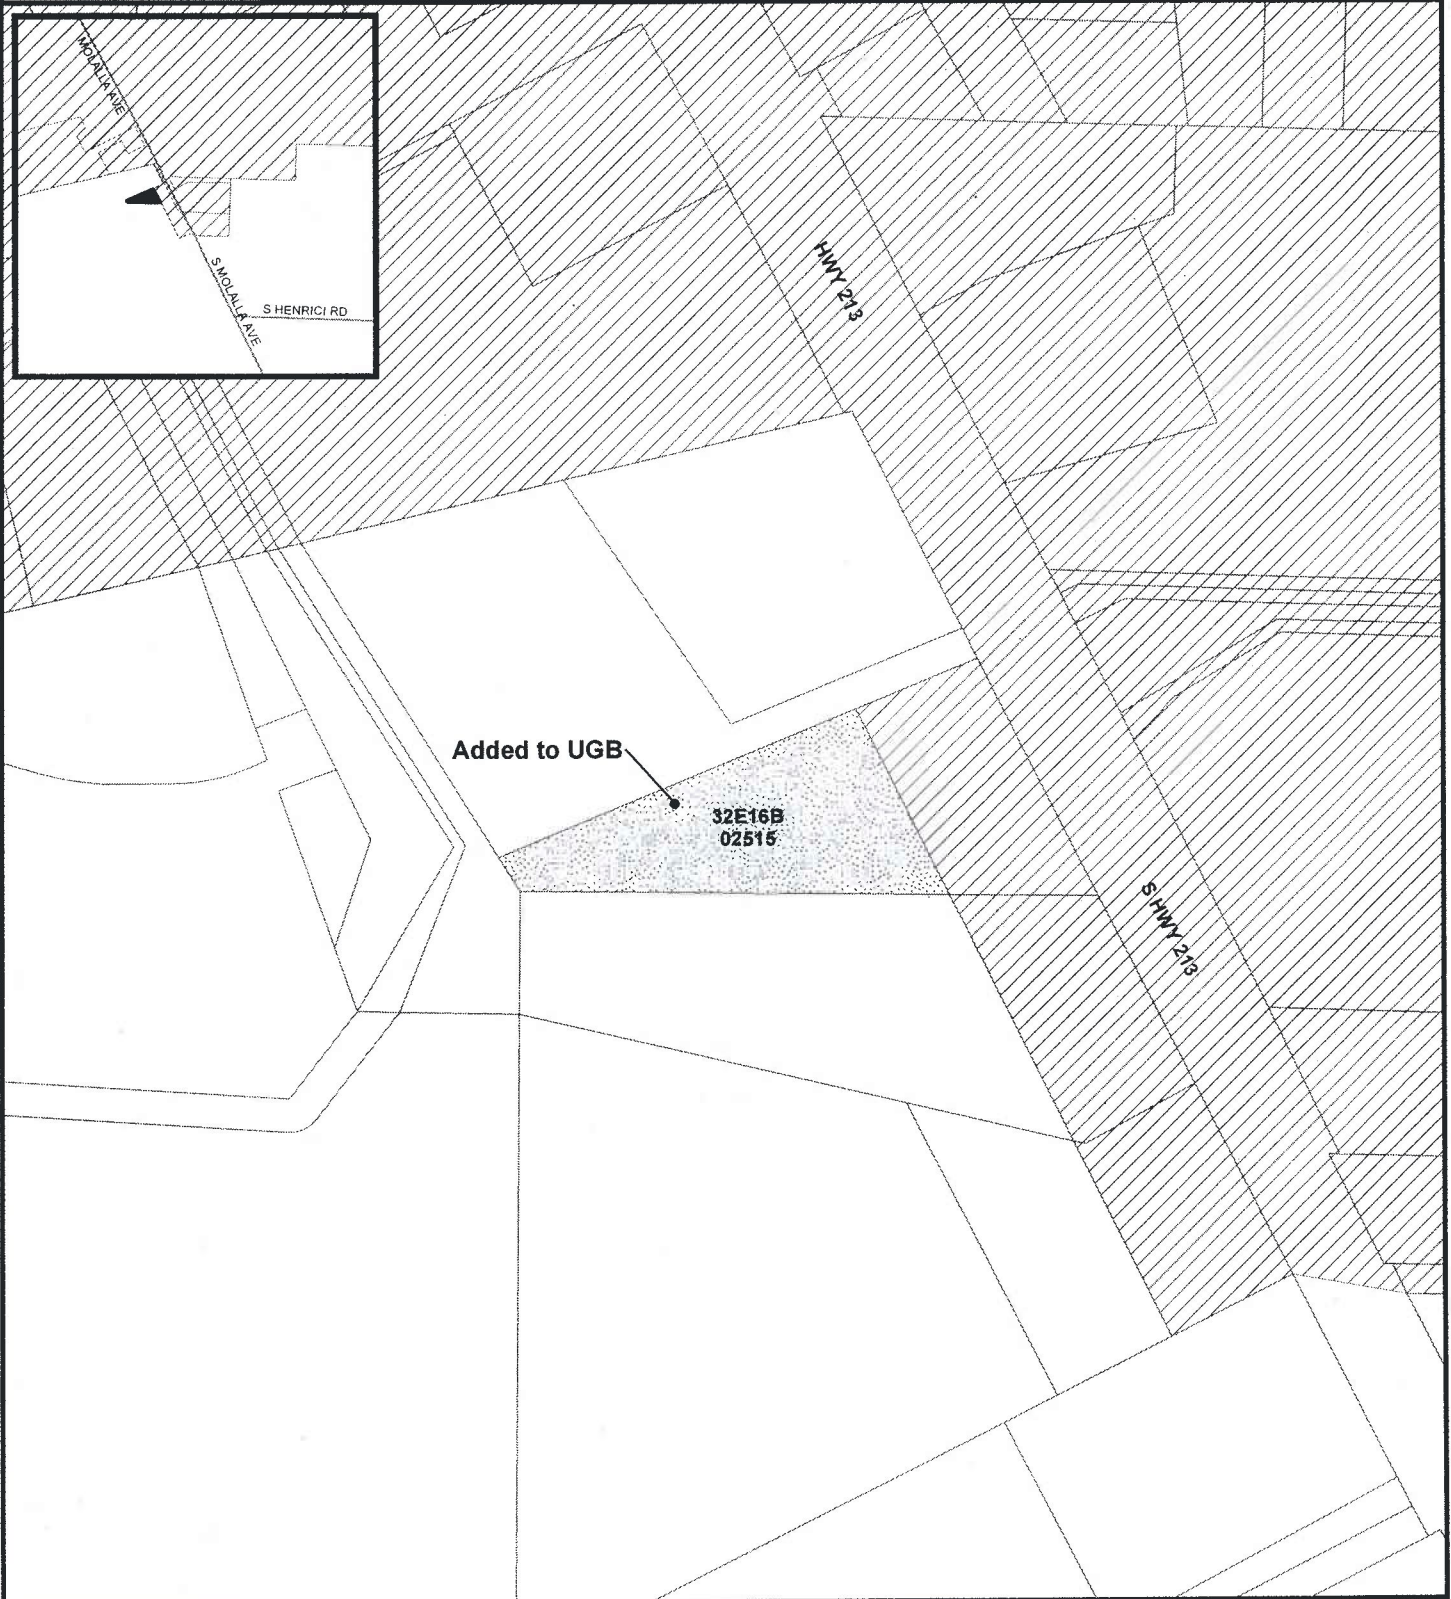 MOLALLA AVE
S MOLALLA AVE
S HENRICI RD
HWY 213
Added to UGB
32E16B
02515
S HWY 213